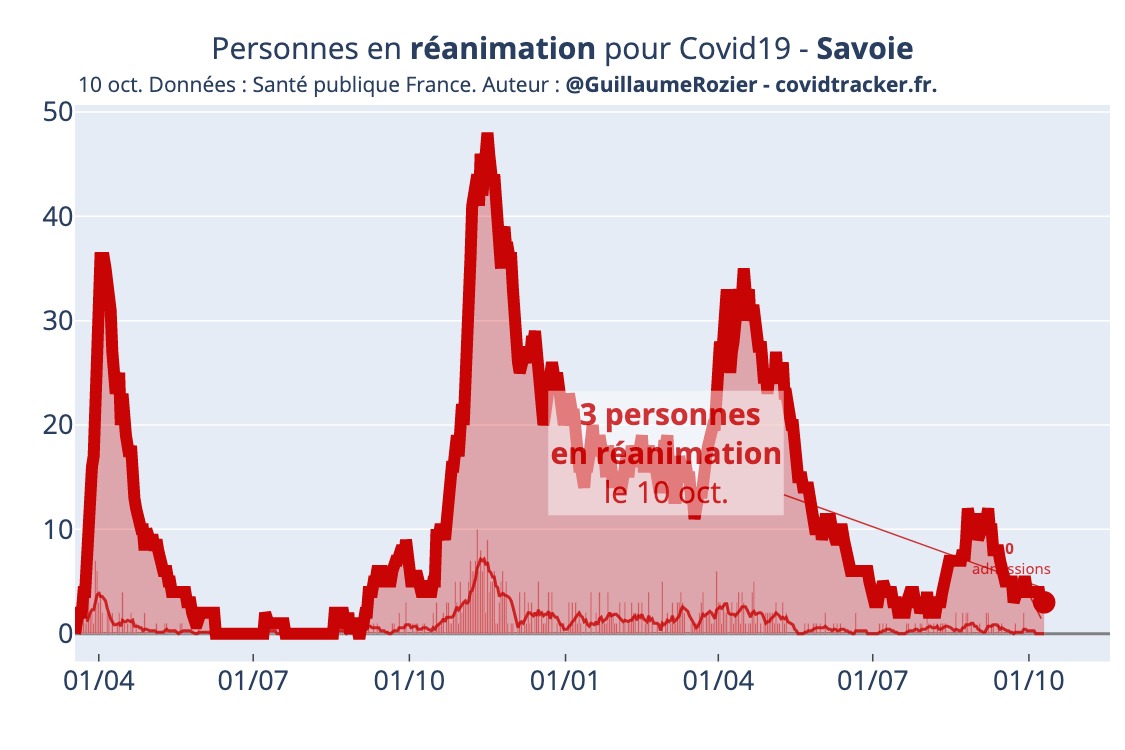 Personnes en réanimation pour Covid19 - Savoie
10 oct. Données : Santé publique France. Auteur : @GuillaumeRozier - covidtracker.fr.
50
40
30
20
10
0
3 personnes
en réanimation
le 10 oct.
0
admissions
01/04 01/07 01/10 01/01 01/04 01/07 01/10